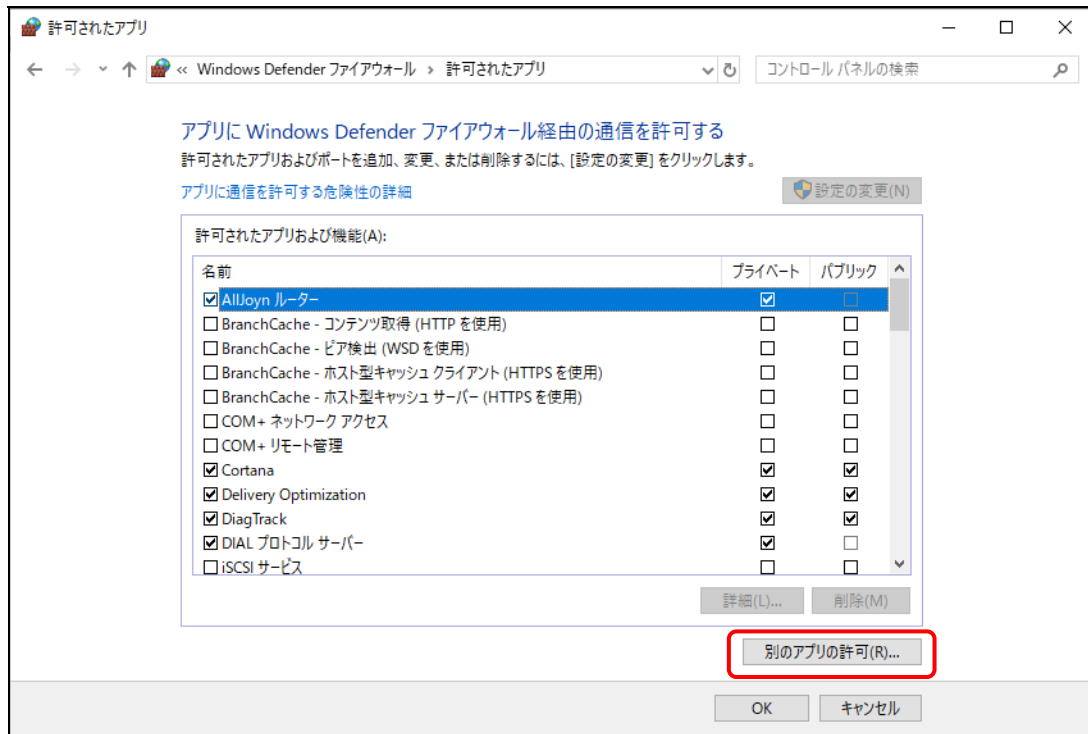 許可されたアプリ
« Windows Defender ファイアウォール › 許可されたアプリ
コントロール パネルの検索
アプリに Windows Defender ファイアウォール経由の通信を許可する
許可されたアプリおよびポートを追加、変更、または削除するには、[設定の変更] をクリックします。
アプリに通信を許可する危険性の詳細
設定の変更(N)
許可されたアプリおよび機能(A):
名前 プライベート パブリック
AllJoyn ルーター
BranchCache - コンテンツ取得 (HTTP を使用)
BranchCache - ピア検出 (WSD を使用)
BranchCache - ホスト型キャッシュ クライアント (HTTPS を使用)
BranchCache - ホスト型キャッシュ サーバー (HTTPS を使用)
COM+ ネットワーク アクセス
COM+ リモート管理
Cortana
Delivery Optimization
DiagTrack
DIAL プロトコル サーバー
iSCSI サービス
詳細(L)... 削除(M)
別のアプリの許可(R)...
OK キャンセル